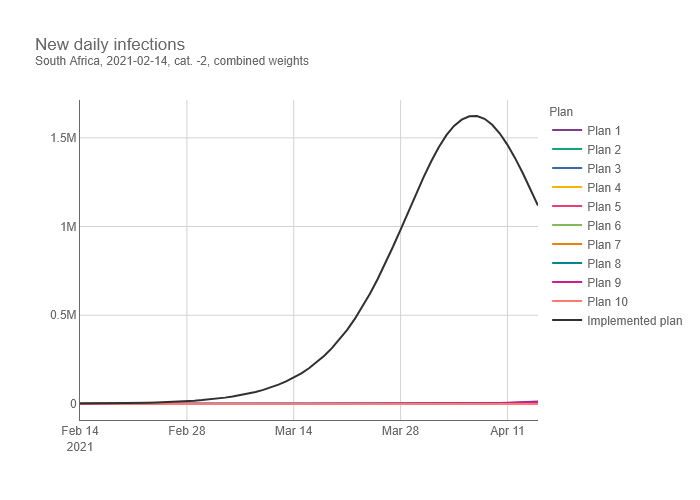 New daily infections
South Africa, 2021-02-14, cat. -2, combined weights
Plan
Plan 1
Plan 2
Plan 3
Plan 4
Plan 5
Plan 6
Plan 7
Plan 8
Plan 9
Plan 10
Implemented plan
1.5M
1M
0.5M
0
Feb 14 Feb 28 Mar 14 Mar 28 Apr 11
2021